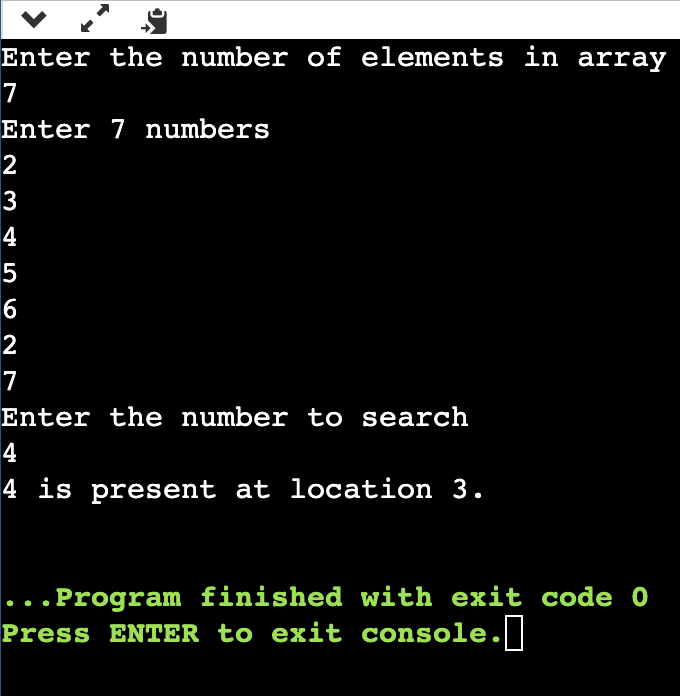 Enter the number of elements in array
7
Enter 7 numbers
2
3
4
5
6
2
7
Enter the number to search
4
4 is present at location 3.
...Program finished with exit code 0
Press ENTER to exit console.